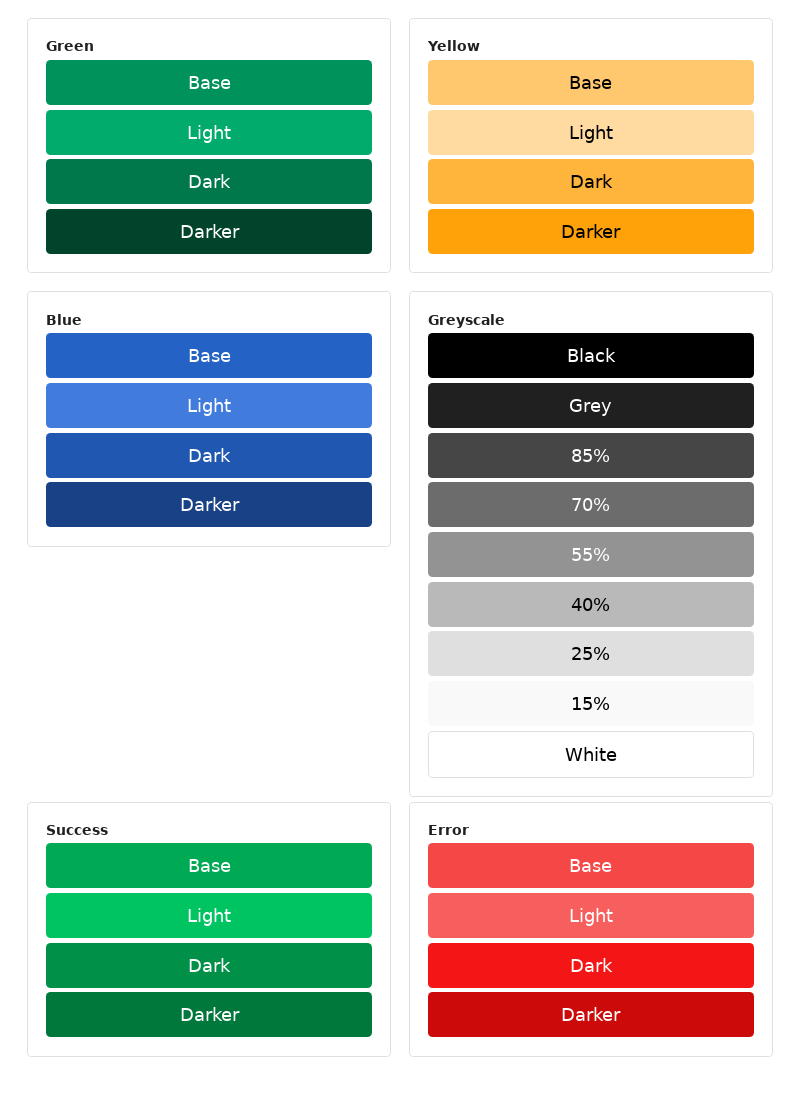 Green
Base
Light
Dark
Darker
Yellow
Base
Light
Dark
Darker
Blue
Base
Light
Dark
Darker
Greyscale
Black
Grey
85%
70%
55%
40%
25%
15%
White
Success
Base
Light
Dark
Darker
Error
Base
Light
Dark
Darker